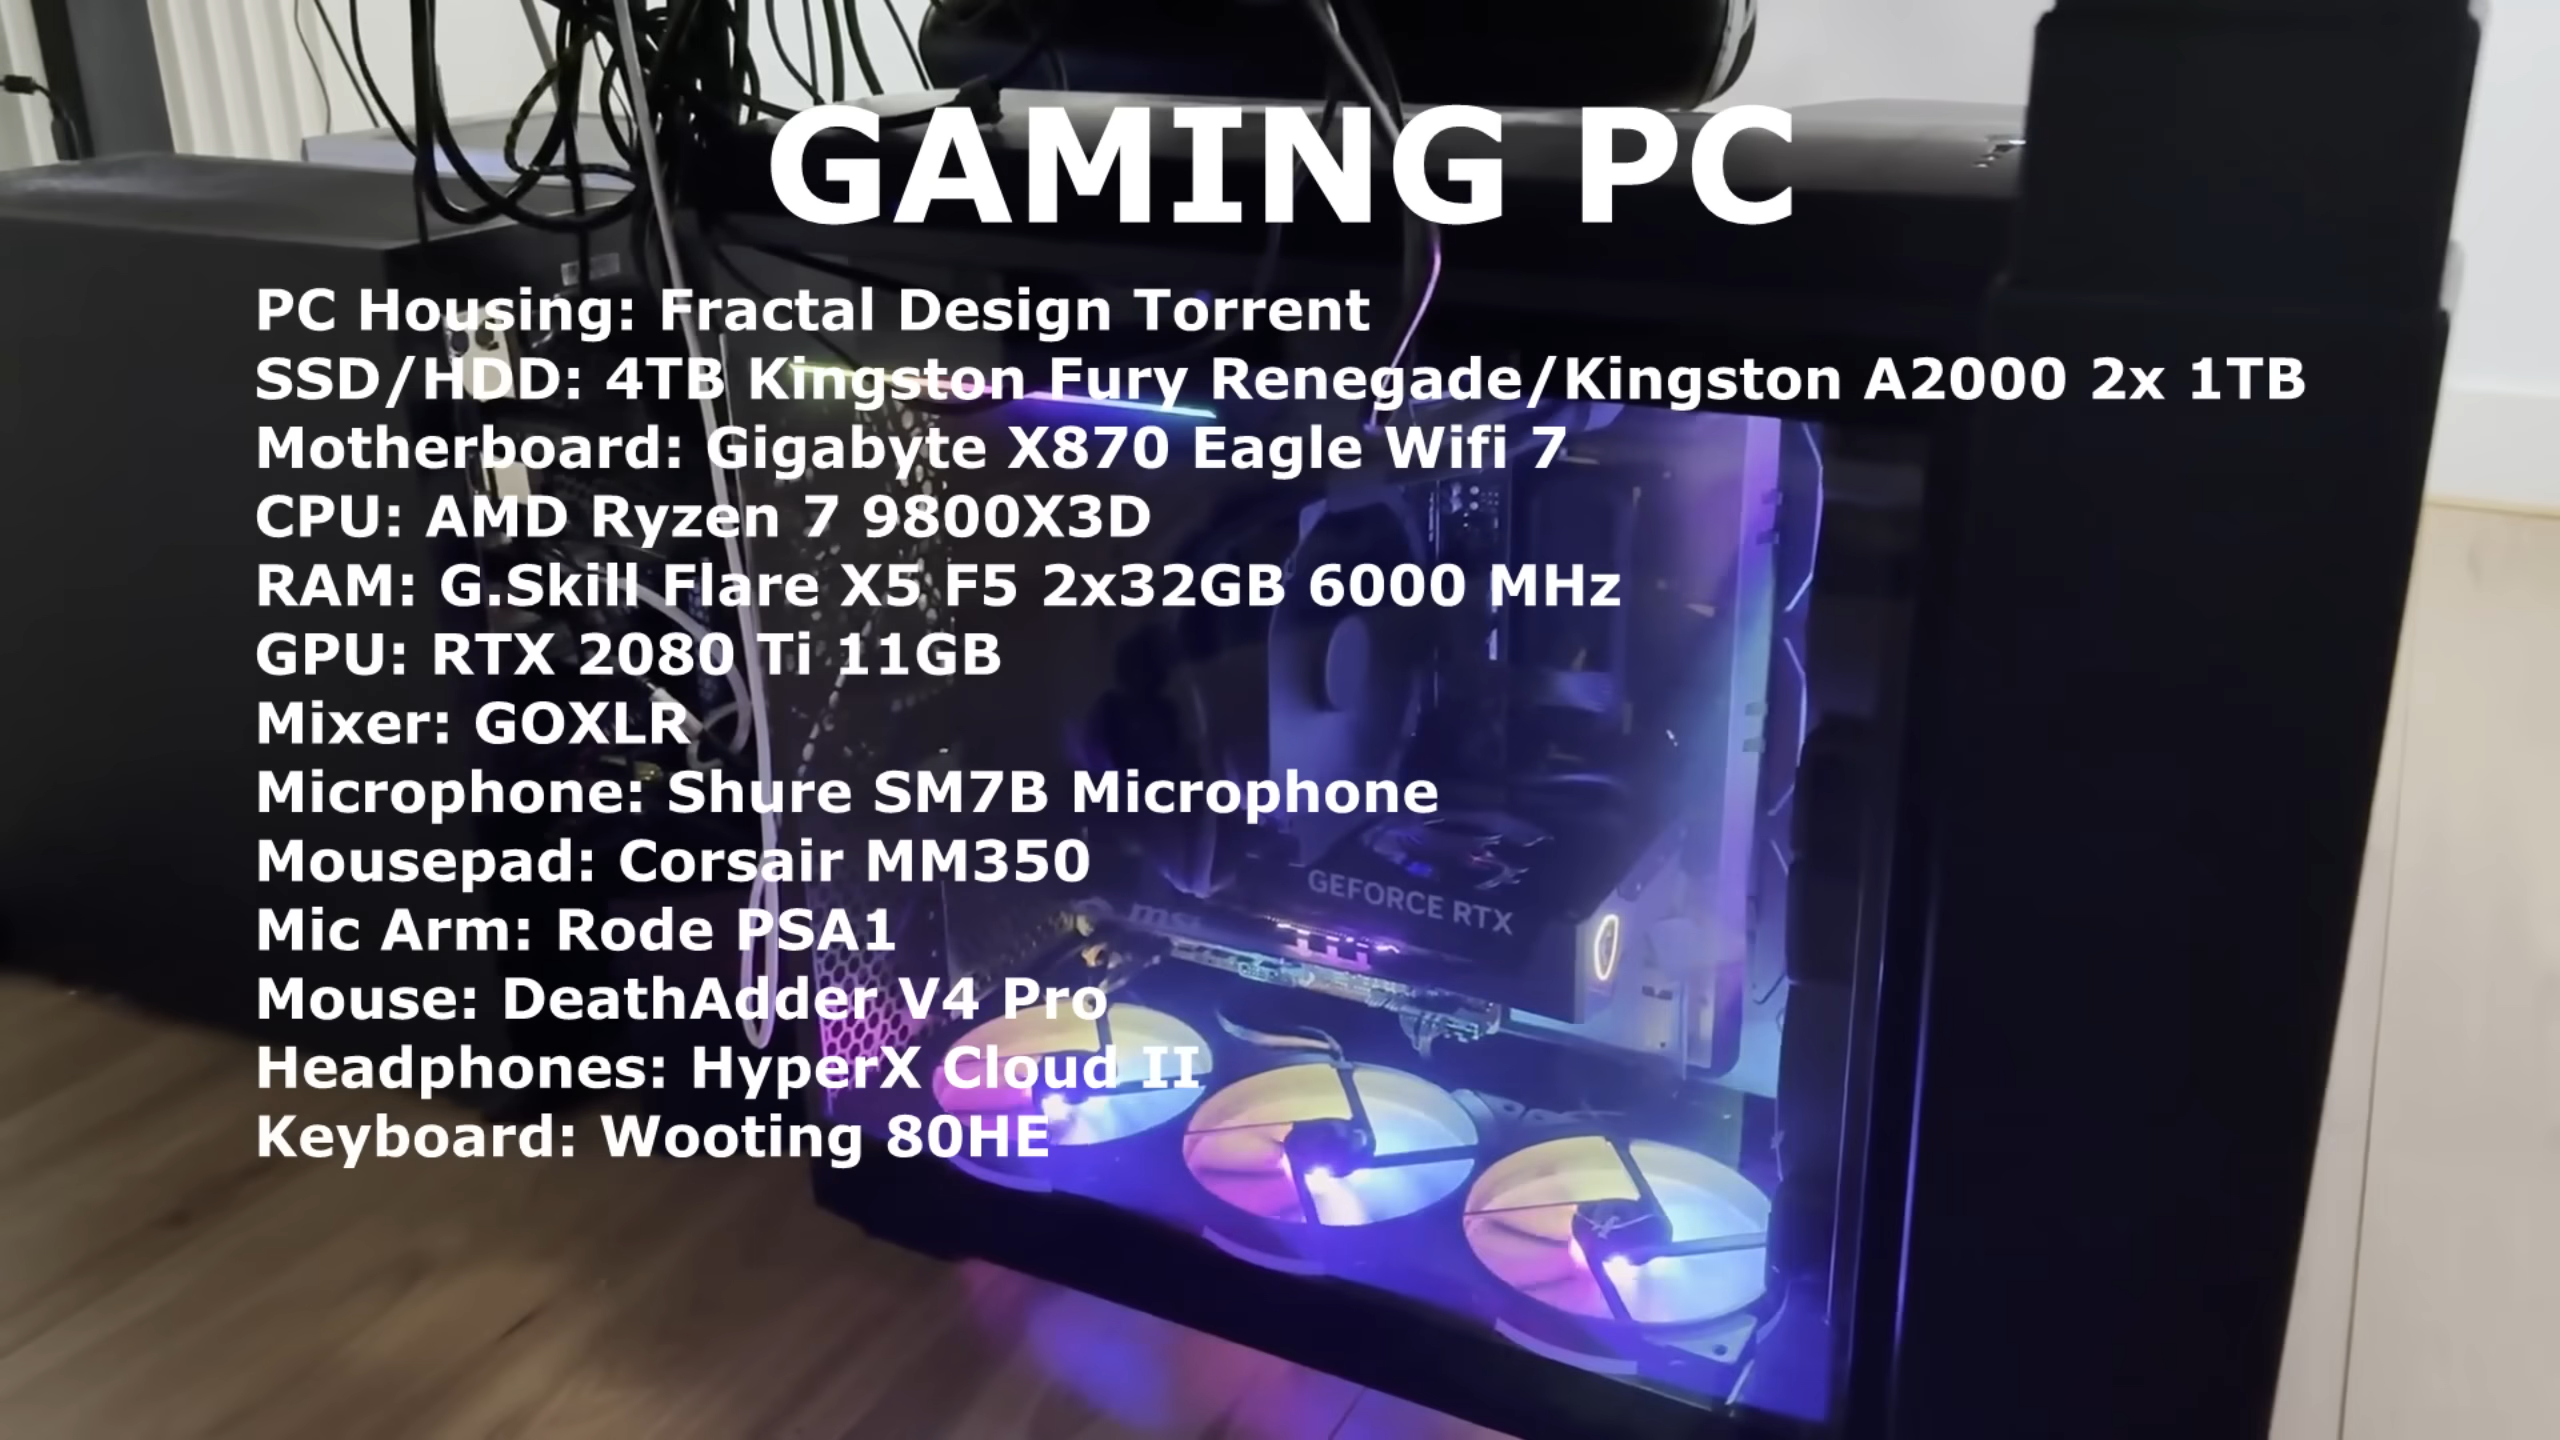 GAMING PC
PC Housing: Fractal Design Torrent
SSD/HDD: 4TB Kingston Fury Renegade/Kingston A2000 2x 1TB
Motherboard: Gigabyte X870 Eagle Wifi 7
CPU: AMD Ryzen 7 9800X3D
RAM: G.Skill Flare X5 F5 2x32GB 6000 MHz
GPU: RTX 2080 Ti 11GB
Mixer: GOXLR
Microphone: Shure SM7B Microphone
Mousepad: Corsair MM350
Mic Arm: Rode PSA1
Mouse: DeathAdder V4 Pro
Headphones: HyperX Cloud II
Keyboard: Wooting 80HE
GEFORCE RTX
msi